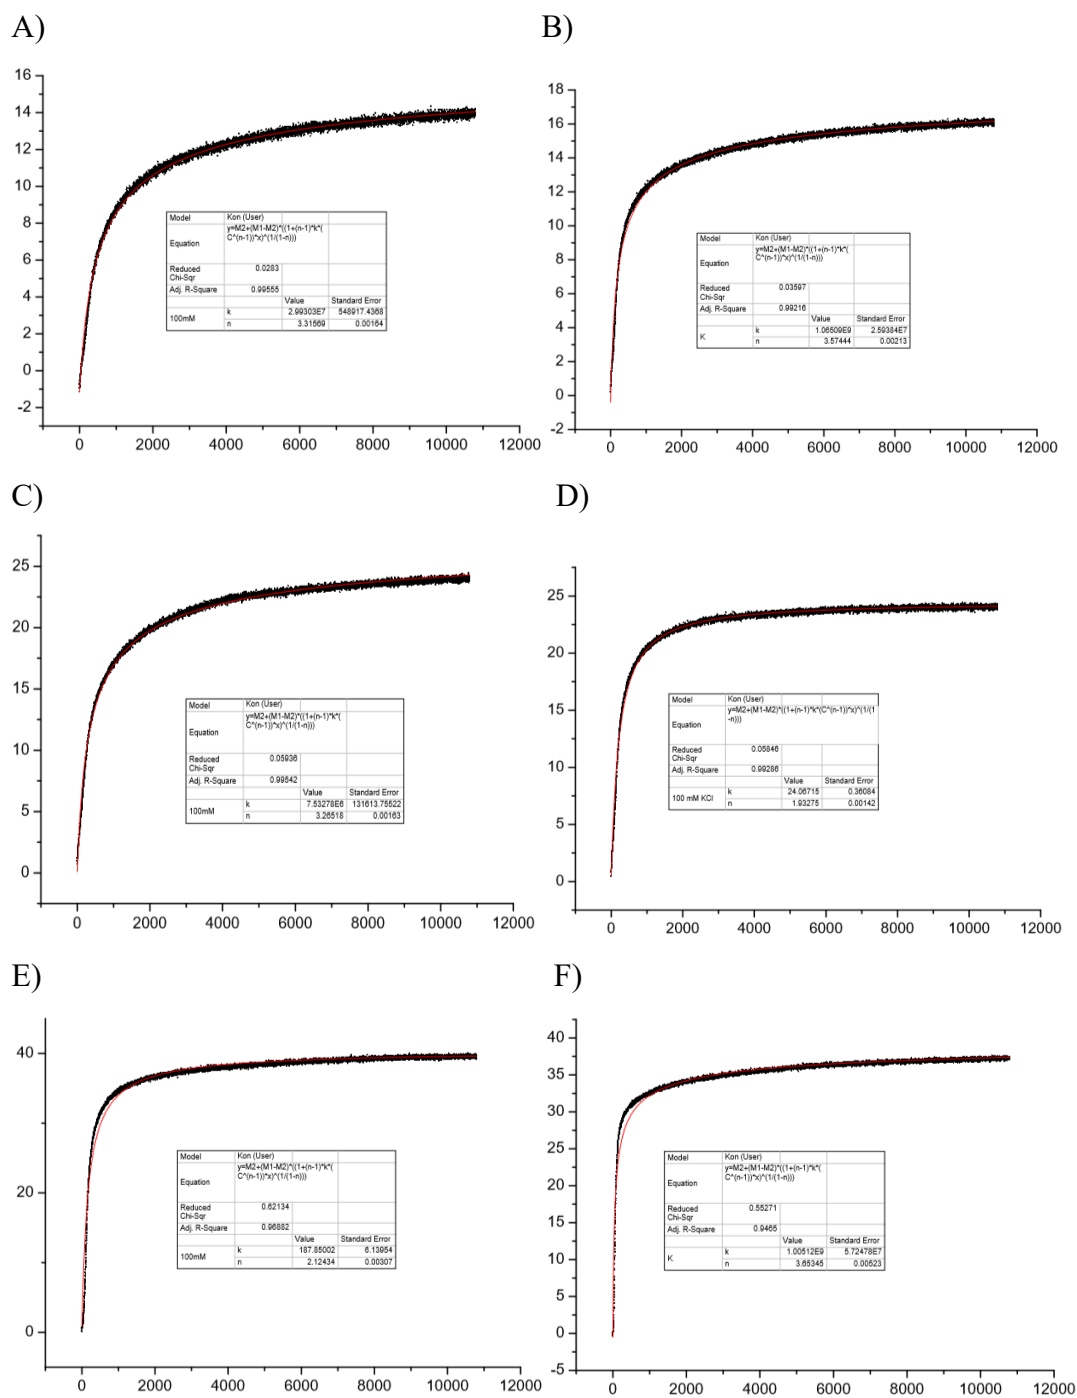 A)
16
14
12
10
8
6
4
2
0
-2
0 2000 4000 6000 8000 10000 12000
Model Kon (User)
Equation y=M2+(M1-M2)*((1+(n-1)*k*(
C^(n-1))*x)^(1/(1-n)))
Reduced 0.0283
Chi-Sqr
Adj. R-Square 0.99555
Value Standard Error
100mM k 2.99303E7 548917.4368
n 3.31569 0.00164
B)
18
16
14
12
10
8
6
4
2
0
-2
0 2000 4000 6000 8000 10000 12000
Model Kon (User)
Equation y=M2+(M1-M2)*((1+(n-1)*k*(
C^(n-1))*x)^(1/(1-n)))
Reduced 0.03597
Chi-Sqr
Adj. R-Square 0.99216
Value Standard Error
K k 1.06509E9 2.59384E7
n 3.57444 0.00213
C)
25
20
15
10
5
0
0 2000 4000 6000 8000 10000 12000
Model Kon (User)
Equation y=M2+(M1-M2)*((1+(n-1)*k*(
C^(n-1))*x)^(1/(1-n)))
Reduced 0.05936
Chi-Sqr
Adj. R-Square 0.99542
Value Standard Error
100mM k 7.53278E6 131613.75522
n 3.26518 0.00163
D)
25
20
15
10
5
0
0 2000 4000 6000 8000 10000 12000
Model Kon (User)
Equation y=M2+(M1-M2)*((1+(n-1)*k*(C^(n-1))*x)^(1/(1
-n)))
Reduced 0.05846
Chi-Sqr
Adj. R-Square 0.99286
Value Standard Error
100 mM KCl k 24.06715 0.36084
n 1.93275 0.00142
E)
40
20
0
0 2000 4000 6000 8000 10000 12000
Model Kon (User)
Equation y=M2+(M1-M2)*((1+(n-1)*k*(
C^(n-1))*x)^(1/(1-n)))
Reduced 0.62134
Chi-Sqr
Adj. R-Square 0.96882
Value Standard Error
100mM k 187.85002 6.13954
n 2.12434 0.00307
F)
40
35
30
25
20
15
10
5
0
-5
0 2000 4000 6000 8000 10000 12000
Model Kon (User)
Equation y=M2+(M1-M2)*((1+(n-1)*k*(
C^(n-1))*x)^(1/(1-n)))
Reduced 0.55271
Chi-Sqr
Adj. R-Square 0.9465
Value Standard Error
K k 1.00512E9 5.72478E7
n 3.65345 0.00523